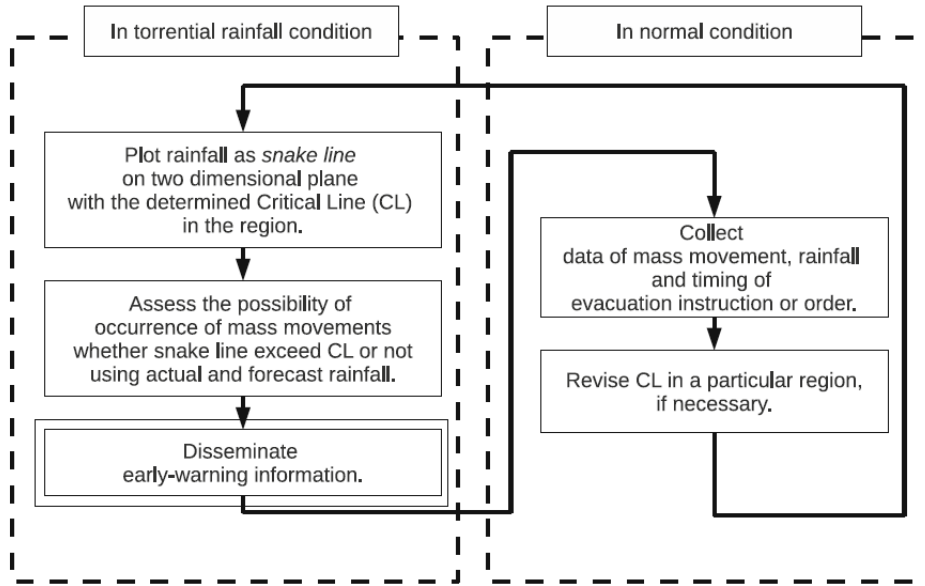 In torrential rainfall condition
In normal condition
Plot rainfall as snake line
on two dimensional plane
with the determined Critical Line (CL)
in the region.
Assess the possibility of
occurrence of mass movements
whether snake line exceed CL or not
using actual and forecast rainfall.
Disseminate
early-warning information.
Collect
data of mass movement, rainfall
and timing of
evacuation instruction or order.
Revise CL in a particular region,
if necessary.